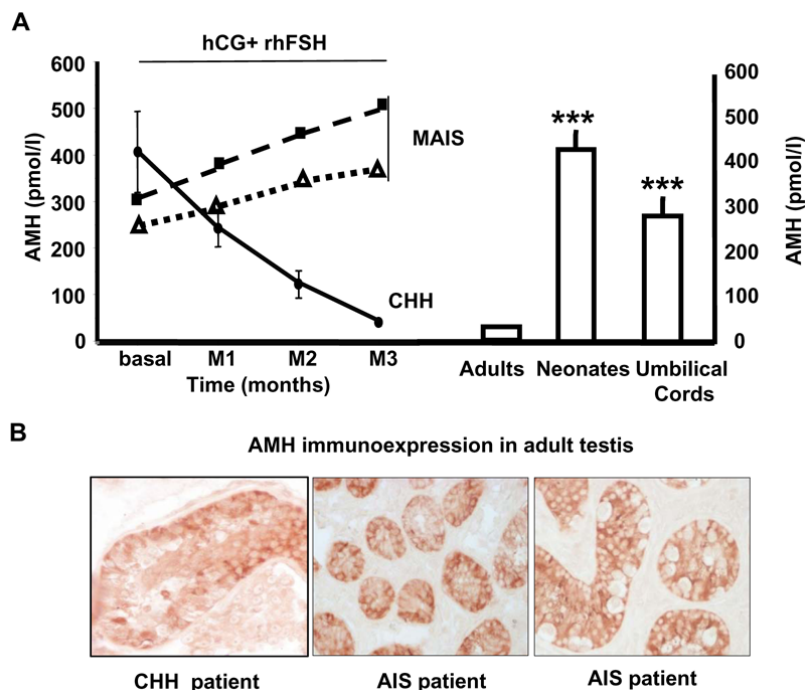 A
hCG+ rhFSH
600
500
400
300
200
100
0
AMH (pmol/l)
MAIS
CHH
basal M1 M2 M3
Time (months)
*** 
***
600
500
400
300
200
100
0
AMH (pmol/l)
Adults Neonates Umbilical
Cords
B
AMH immunoexpression in adult testis
CHH patient AIS patient AIS patient